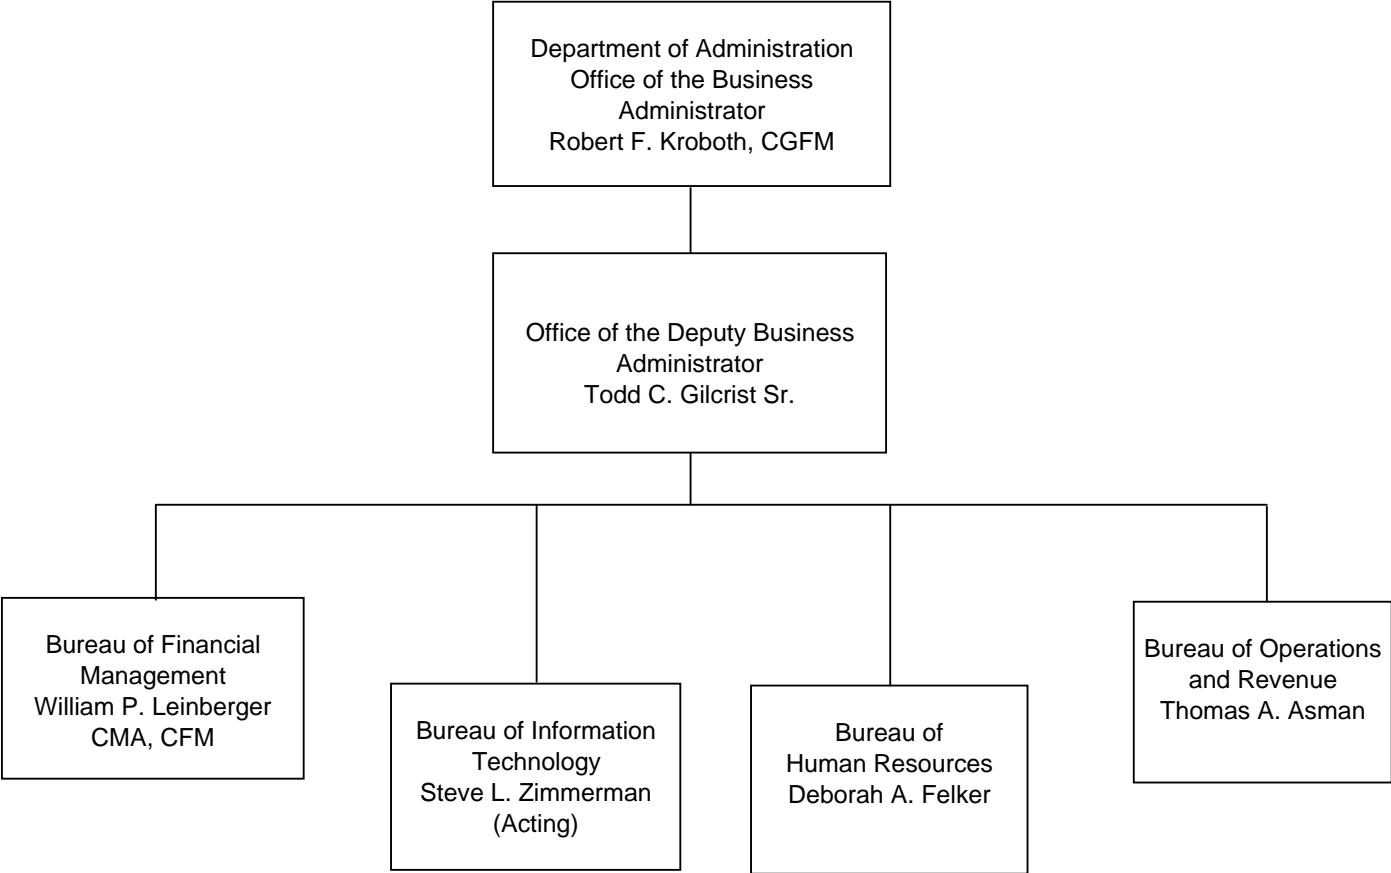 Department of Administration
Office of the Business
Administrator
Robert F. Kroboth, CGFM
Office of the Deputy Business
Administrator
Todd C. Gilcrist Sr.
Bureau of Financial
Management
William P. Leinberger
CMA, CFM
Bureau of Information
Technology
Steve L. Zimmerman
(Acting)
Bureau of
Human Resources
Deborah A. Felker
Bureau of Operations
and Revenue
Thomas A. Asman